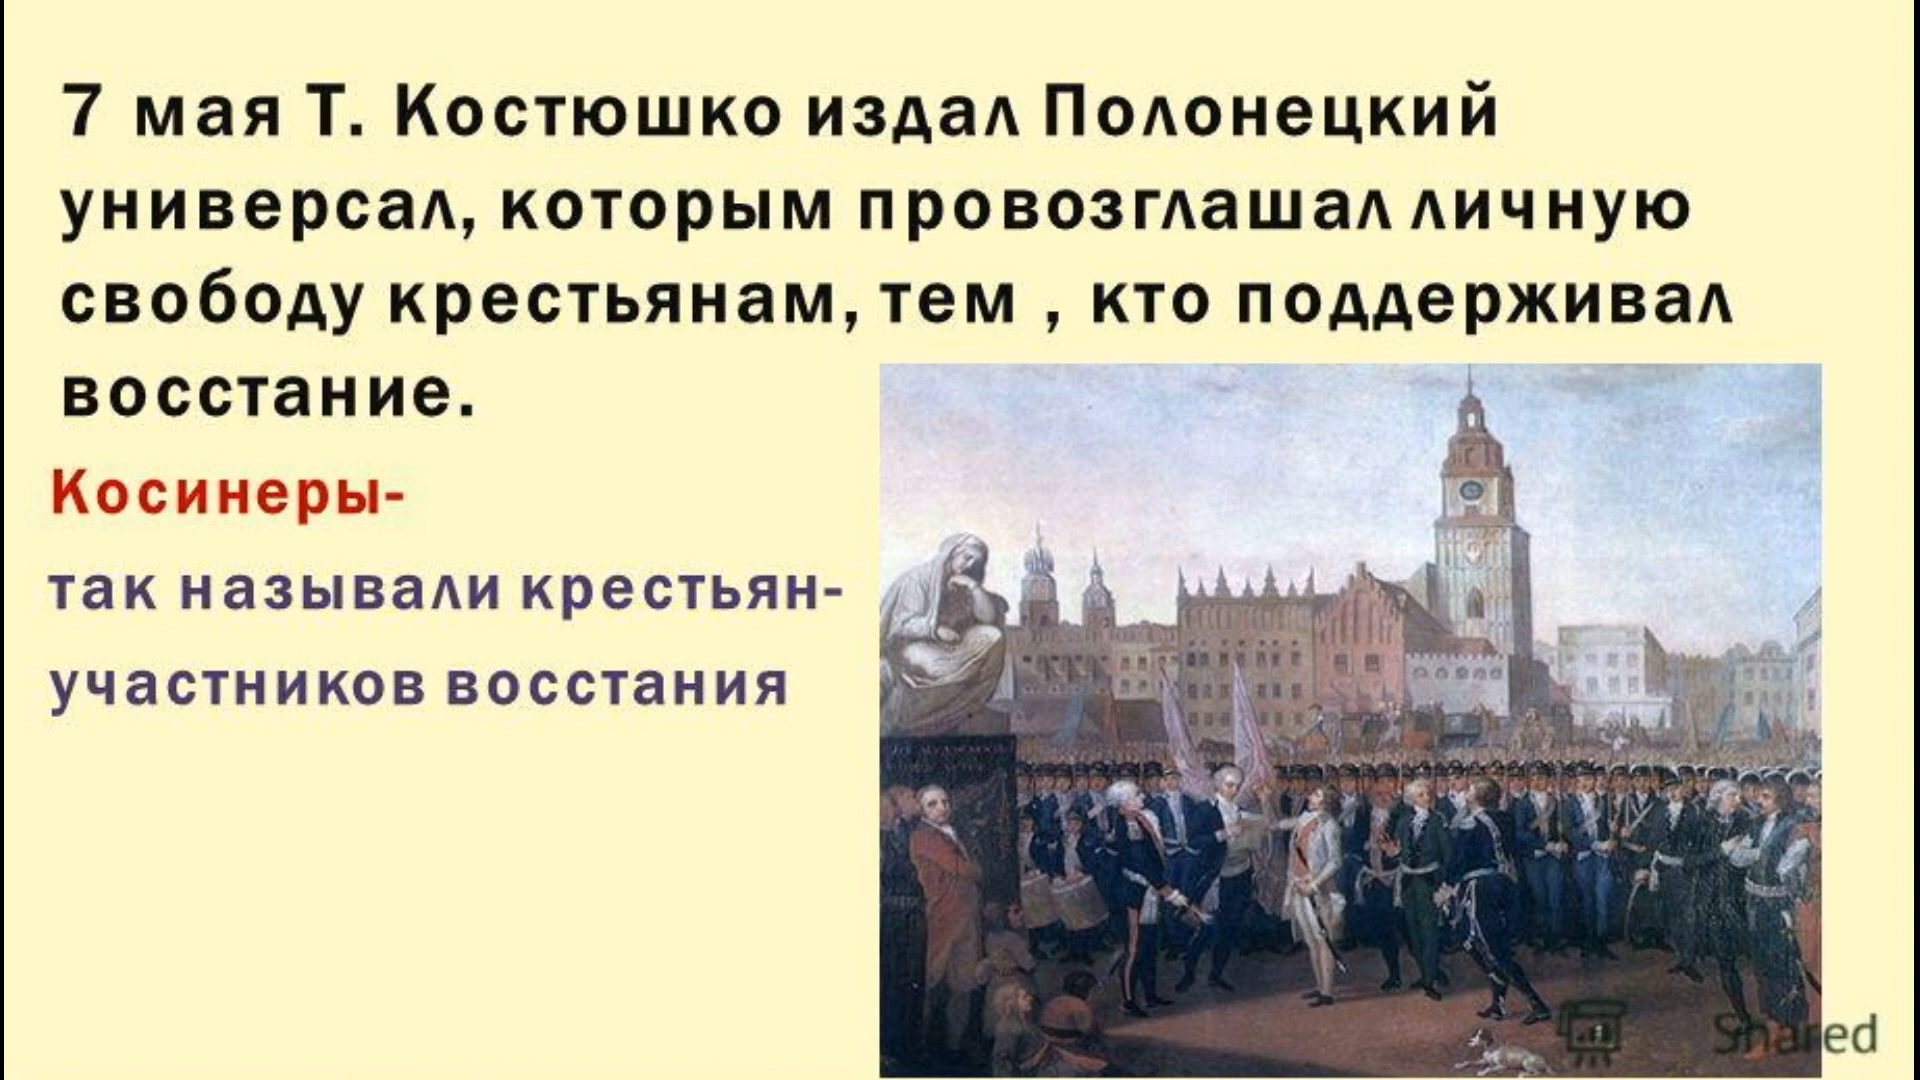 7 мая Т. Костюшко издал Полонецкий
универсал, которым провозглашал личную
свободу крестьянам, тем , кто поддерживал
восстание.
Косинеры-
так называли крестьян-
участников восстания
Shared